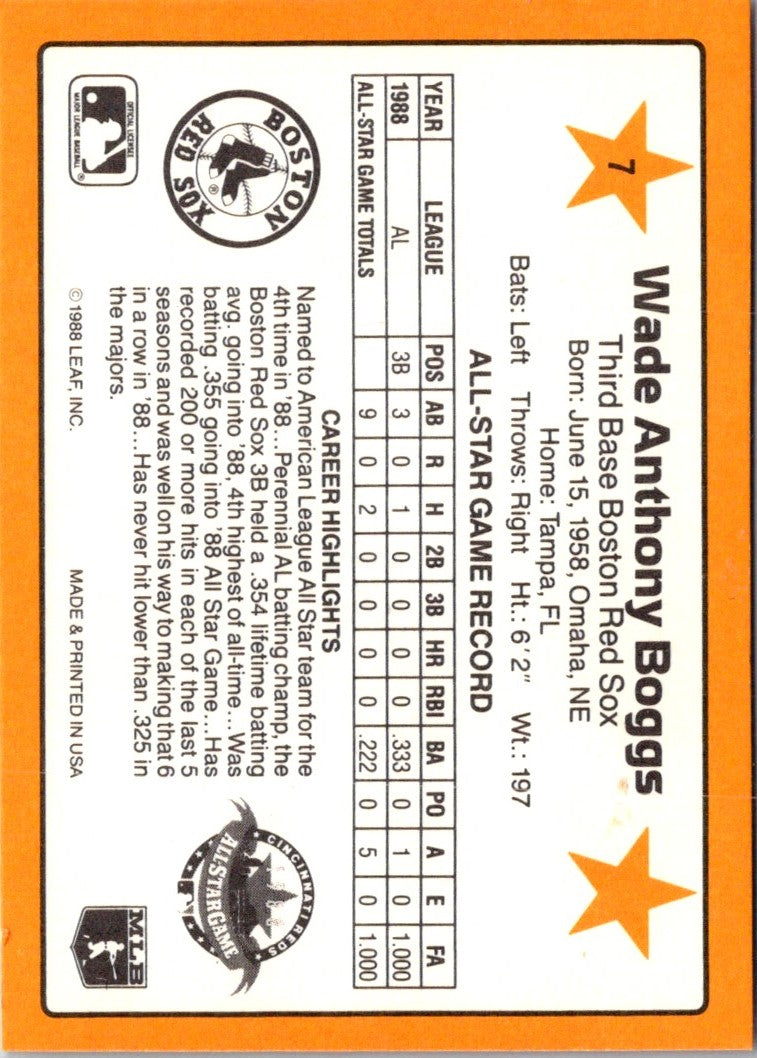 7
Wade Anthony Boggs
Third Base Boston Red Sox
Born: June 15, 1958, Omaha, NE
Home: Tampa, FL
Bats: Left Throws: Right Ht.: 6'2" Wt.: 197
ALL-STAR GAME RECORD
YEAR LEAGUE POS AB R H 2B 3B HR RBI BA PO A E FA
1988 AL 3B 3 0 1 0 0 0 0 .333 0 1 0 1.000
ALL-STAR GAME TOTALS 9 0 2 0 0 0 0 .222 0 5 0 1.000
BOSTON
RED SOX
®
CAREER HIGHLIGHTS
Named to American League All Star team for the
4th time in '88.... Perennial AL batting champ, the
Boston Red Sox 3B held a .354 lifetime batting
avg. going into '88, 4th highest of all-time.... Was
batting .355 going into '88 All Star Game.... Has
recorded 200 or more hits in each of the last 5
seasons and was well on his way to making that 6
in a row in '88.... Has never hit lower than .325 in
the majors.
CINCINNATI REDS
ALL-STAR GAME
OFFICIAL LICENSEE
MAJOR LEAGUE BASEBALL ®
© 1988 LEAF, INC.
MADE & PRINTED IN USA
MLB